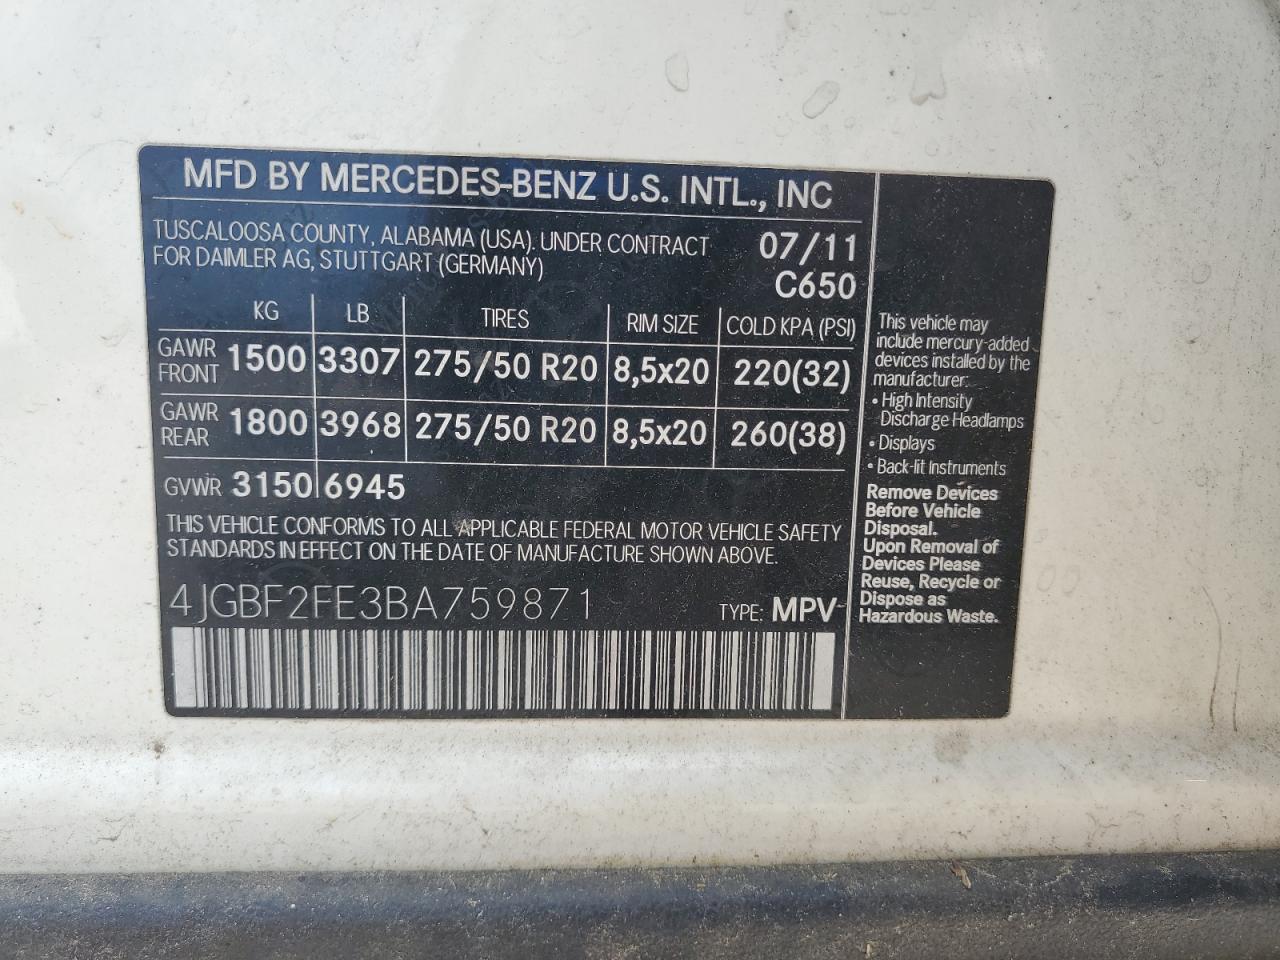 MFD BY MERCEDES-BENZ U.S. INTL., INC
TUSCALOOSA COUNTY, ALABAMA (USA). UNDER CONTRACT
FOR DAIMLER AG, STUTTGART (GERMANY)
07/11
C650
KG LB TIRES RIM SIZE COLD KPA (PSI)
GAWR FRONT 1500 3307 275/50 R20 8,5x20 220(32)
GAWR REAR 1800 3968 275/50 R20 8,5x20 260(38)
GVWR 3150 6945
THIS VEHICLE CONFORMS TO ALL APPLICABLE FEDERAL MOTOR VEHICLE SAFETY
STANDARDS IN EFFECT ON THE DATE OF MANUFACTURE SHOWN ABOVE.
4JGBF2FE3BA759871 TYPE: MPV
This vehicle may
include mercury-added
devices installed by the
manufacturer:
• High Intensity
Discharge Headlamps
• Displays
• Back-lit Instruments
Remove Devices
Before Vehicle
Disposal.
Upon Removal of
Devices Please
Reuse, Recycle or
Dispose as
Hazardous Waste.